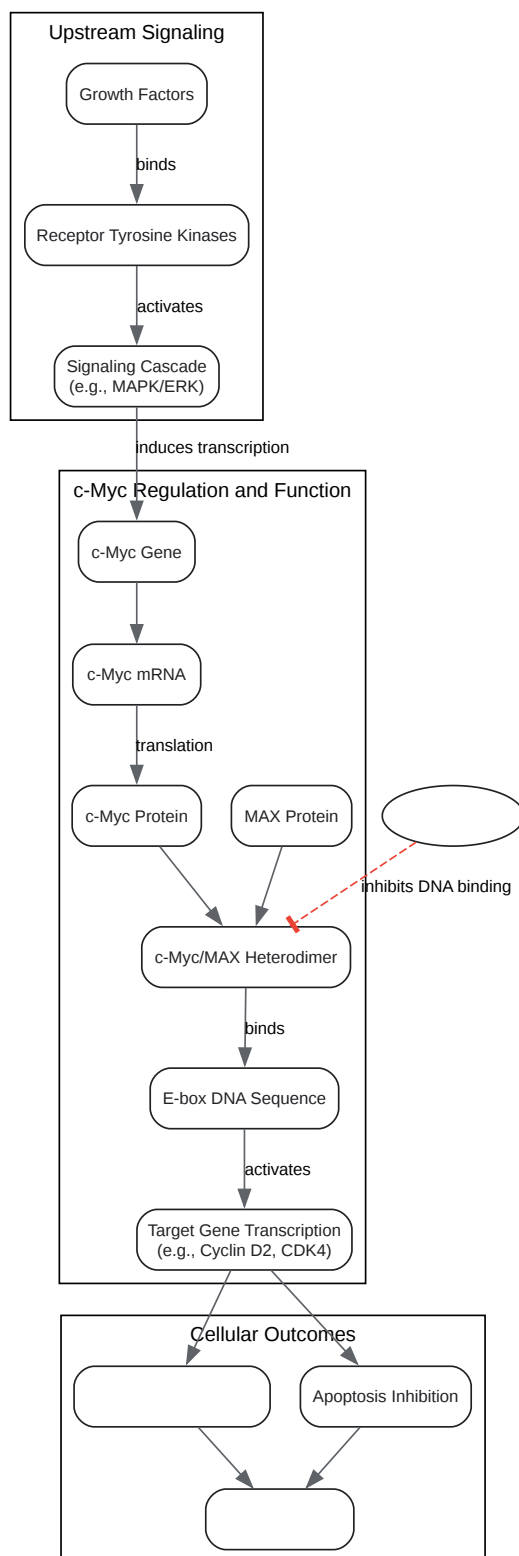 Upstream Signaling
Growth Factors
binds
Receptor Tyrosine Kinases
activates
Signaling Cascade
(e.g., MAPK/ERK)
induces transcription
c-Myc Regulation and Function
c-Myc Gene
c-Myc mRNA
translation
c-Myc Protein
MAX Protein
inhibits DNA binding
c-Myc/MAX Heterodimer
binds
E-box DNA Sequence
activates
Target Gene Transcription
(e.g., Cyclin D2, CDK4)
Cellular Outcomes
Apoptosis Inhibition